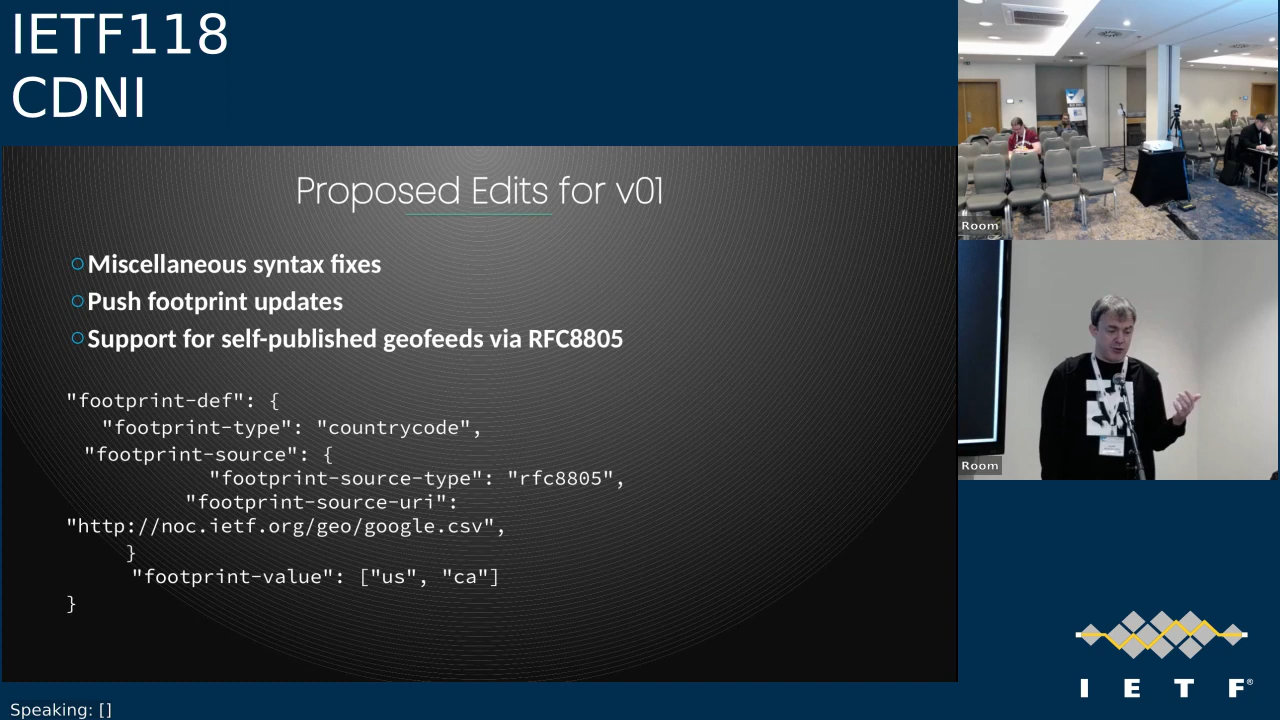 IETF118
CDNI
Proposed Edits for v01
Miscellaneous syntax fixes
Push footprint updates
Support for self-published geofeeds via RFC8805
"footprint-def": {
"footprint-type": "countrycode",
"footprint-source": {
"footprint-source-type": "rfc8805",
"footprint-source-uri":
"http://noc.ietf.org/geo/google.csv",
}
"footprint-value": ["us", "ca"]
}
Room
Room
I E T F®
Speaking: []